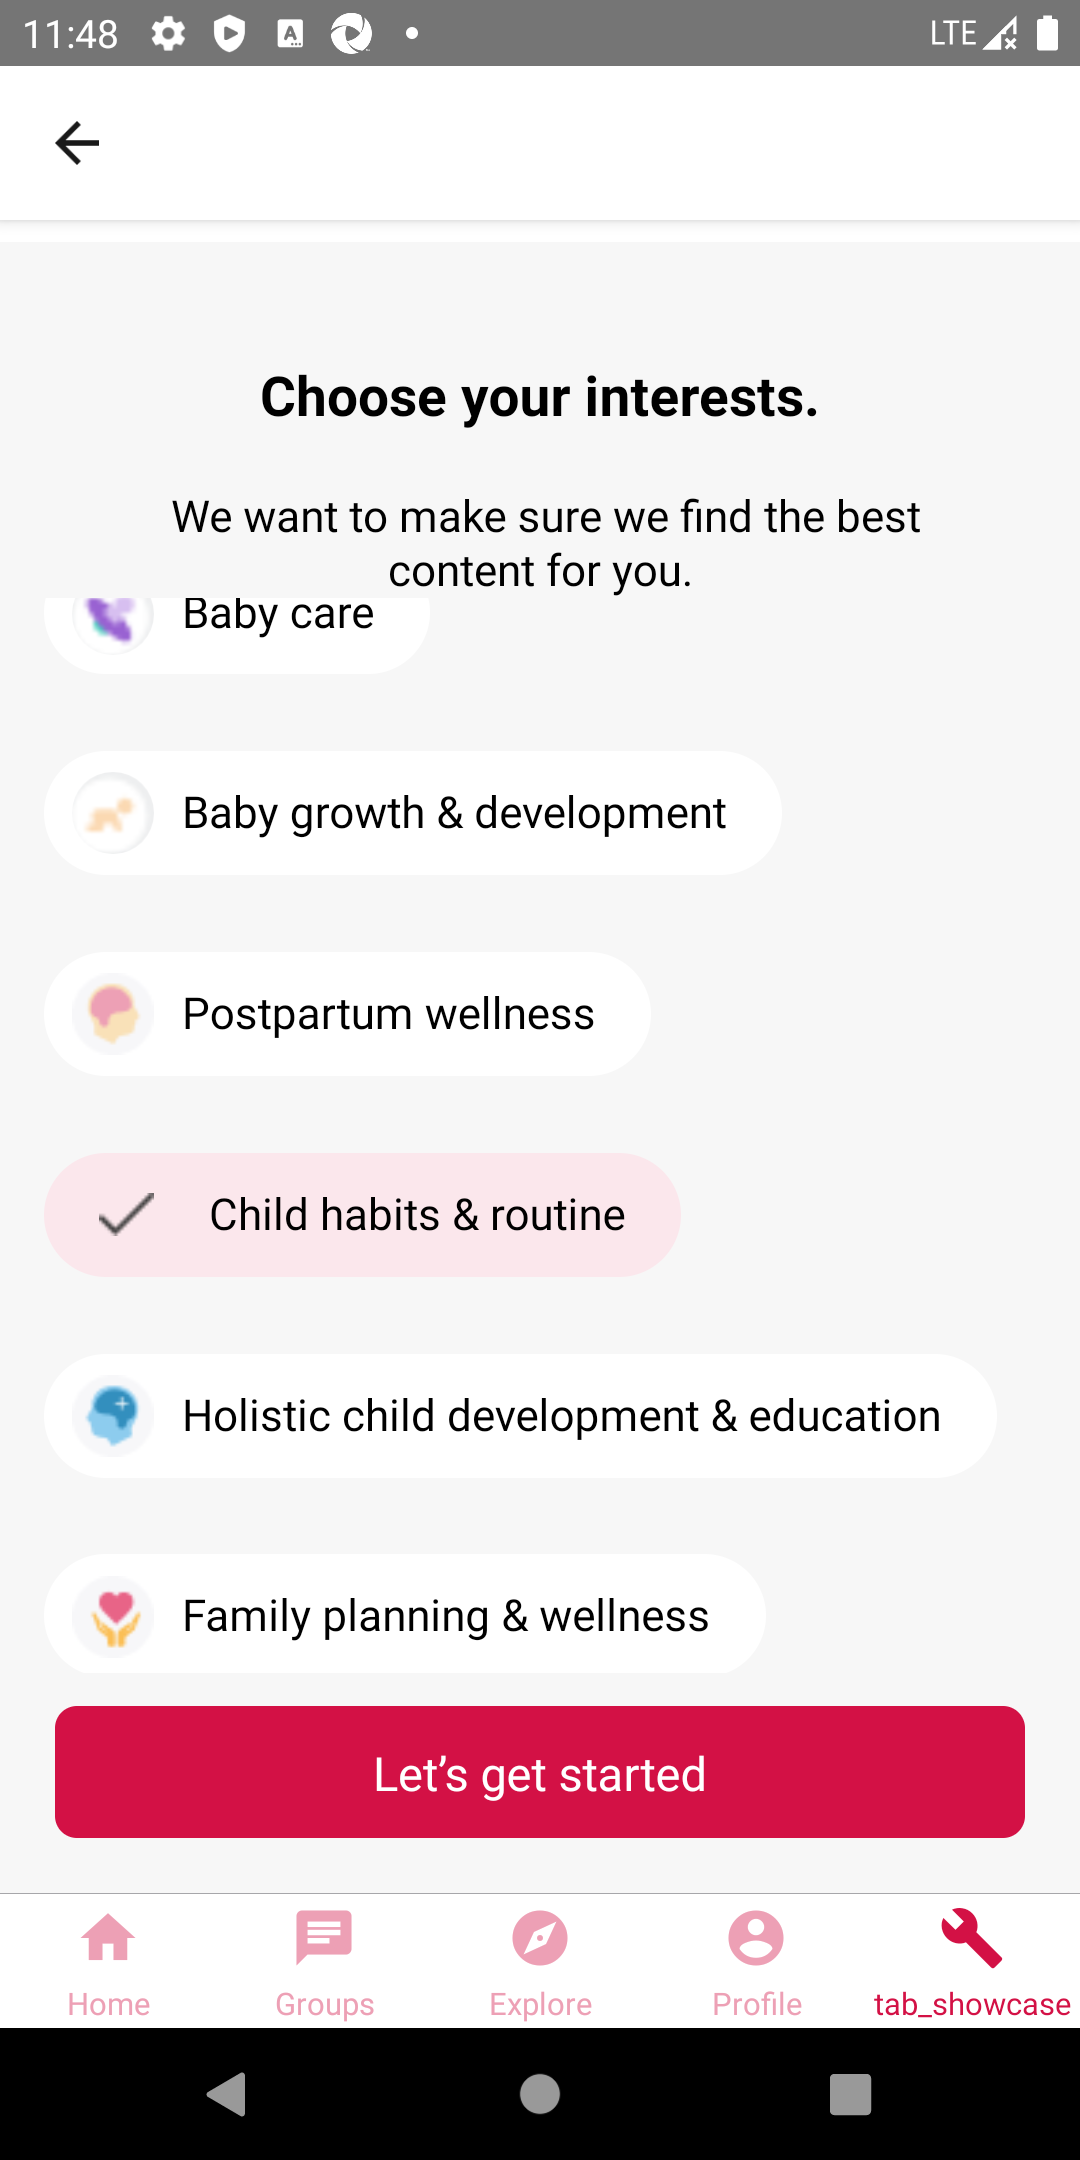 11:48
LTE
Choose your interests.
We want to make sure we find the best
content for you.
Baby care
Baby growth & development
Postpartum wellness
Child habits & routine
Holistic child development & education
Family planning & wellness
Let’s get started
Home
Groups
Explore
Profile
tab_showcase